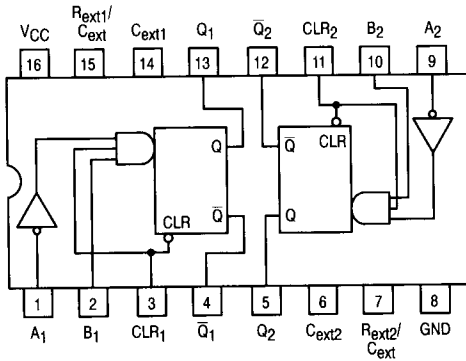 VCC Rext1/Cext Cext1 Q1 Q̅2 CLR2 B2 A2
16 15 14 13 12 11 10 9
Q Q̅ CLR
Q̅ Q
CLR
1 2 3 4 5 6 7 8
A1 B1 CLR1 Q̅1 Q2 Cext2 Rext2/Cext GND